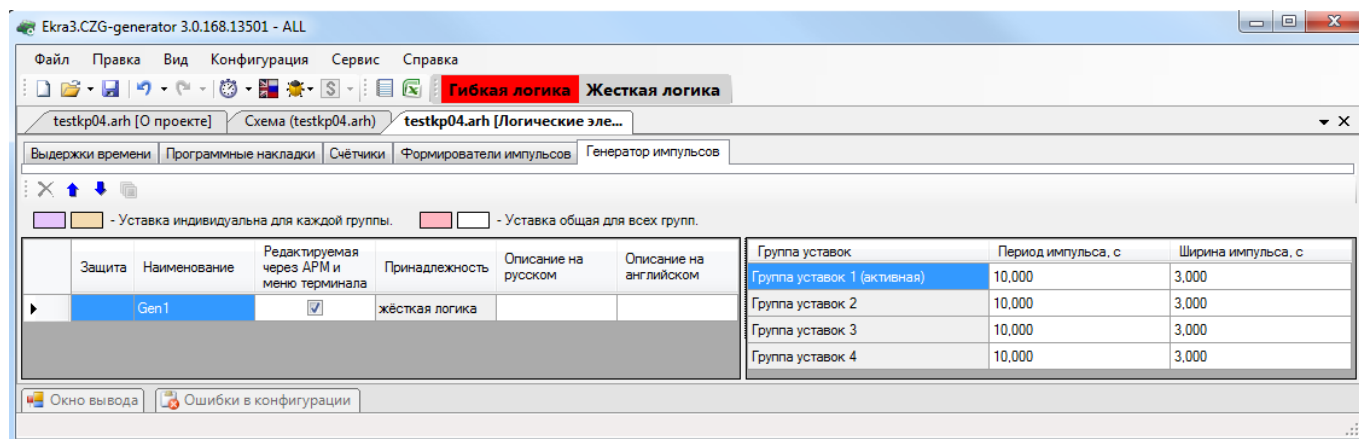 Ekra3.CZG-generator 3.0.168.13501 - ALL
Файл Правка Вид Конфигурация Сервис Справка
Гибкая логика Жесткая логика
testkp04.arh [О проекте] Схема (testkp04.arh) testkp04.arh [Логические эле...
Выдержки времени Программные накладки Счётчики Формирователи импульсов Генератор импульсов
- Уставка индивидуальна для каждой группы. - Уставка общая для всех групп.
Защита Наименование Редактируемая через АРМ и меню терминала Принадлежность Описание на русском Описание на английском
Gen1 жёсткая логика
Группа уставок Период импульса, с Ширина импульса, с
Группа уставок 1 (активная) 10,000 3,000
Группа уставок 2 10,000 3,000
Группа уставок 3 10,000 3,000
Группа уставок 4 10,000 3,000
Окно вывода Ошибки в конфигурации